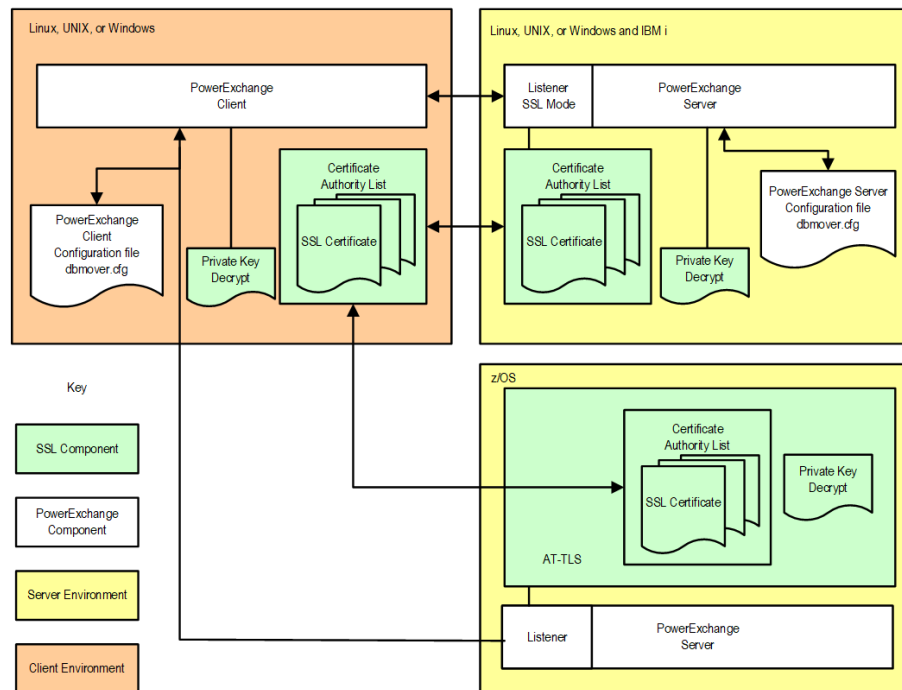 Linux, UNIX, or Windows
PowerExchange
Client
PowerExchange
Client
Configuration file
dbmover.cfg
Private Key
Decrypt
Certificate
Authority List
SSL Certificate
Linux, UNIX, or Windows and IBM i
Listener
SSL Mode
PowerExchange
Server
Certificate
Authority List
SSL Certificate
Private Key
Decrypt
PowerExchange Server
Configuration file
dbmover.cfg
Key
SSL Component
PowerExchange
Component
Server Environment
Client Environment
z/OS
Certificate
Authority List
SSL Certificate
Private Key
Decrypt
AT-TLS
Listener
PowerExchange
Server